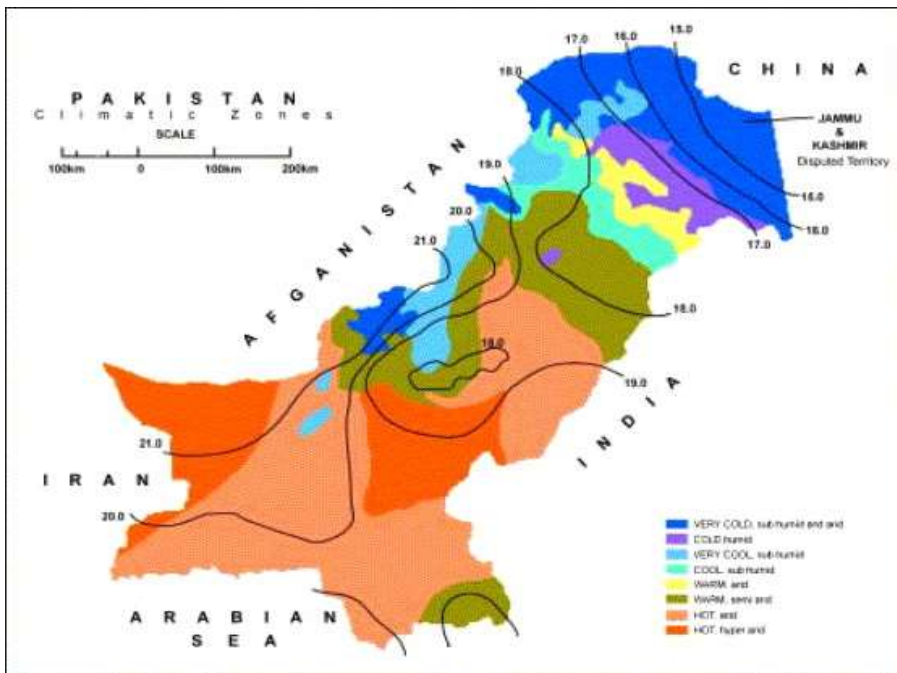 PAKISTAN
Climatic Zones
SCALE
100km 0 100km 200km
CHINA
JAMMU
&
KASHMIR
Disputed Territory
AFGANISTAN
INDIA
IRAN
ARABIAN
SEA
15.0
16.0
17.0
18.0
19.0
20.0
21.0
15.0
16.0
17.0
18.0
18.0
19.0
21.0
20.0
VERY COLD, sub humid and arid
COLD humid
VERY COOL, sub humid
COOL, sub humid
WARM, arid
WARM, semi arid
HOT, arid
HOT, hyper arid